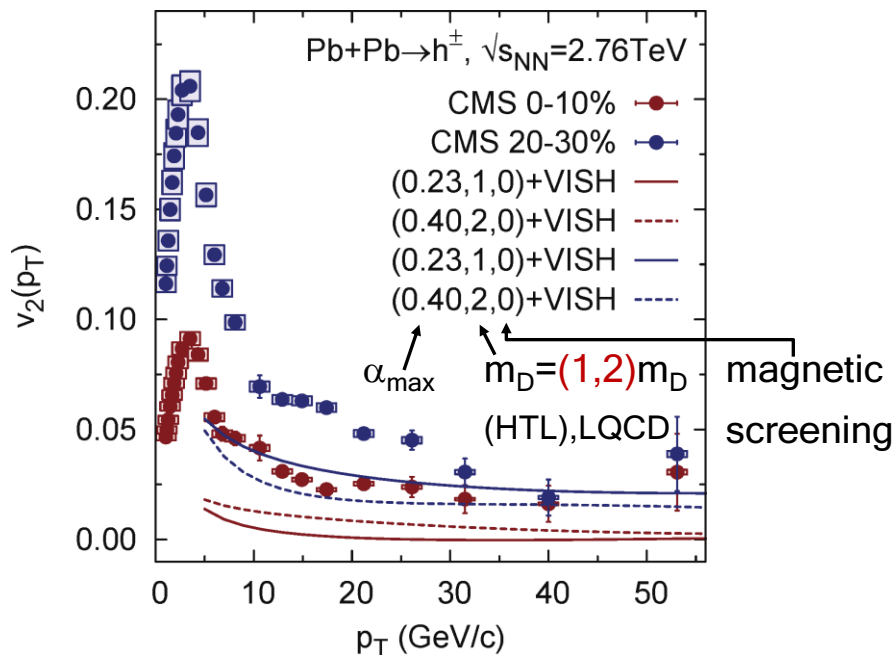 Pb+Pb→h±, √sNN=2.76TeV
CMS 0-10%
CMS 20-30%
(0.23,1,0)+VISH
(0.40,2,0)+VISH
(0.23,1,0)+VISH
(0.40,2,0)+VISH
αmax mD=(1,2)mD magnetic
(HTL),LQCD screening
v2(pT)
0.20
0.15
0.10
0.05
0.00
0 10 20 30 40 50
pT (GeV/c)